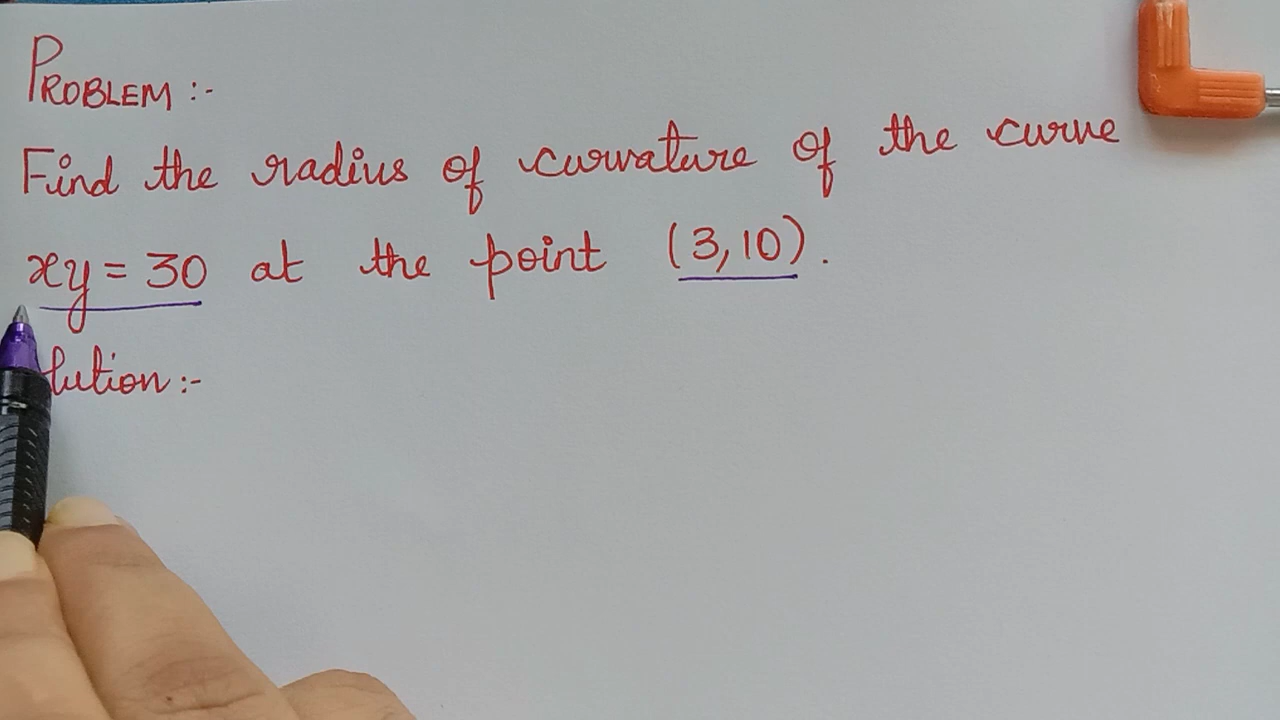 PROBLEM :-
Find the radius of curvature of the curve
xy = 30 at the point (3,10).
lution :-